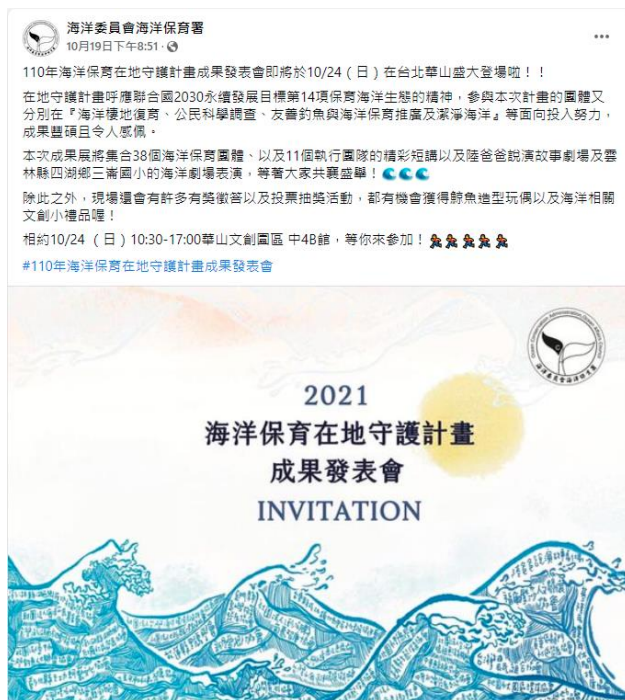 海洋委員會海洋保育署
10月19日下午8:51
110年海洋保育在地守護計畫成果發表會即將於10/24（日）在台北華山盛大登場啦！！
在地守護計畫呼應聯合國2030永續發展目標第14項保育海洋生態的精神，參與本次計畫的團體又
分別在『海洋棲地復育、公民科學調查、友善釣魚與海洋保育推廣及潔淨海洋』等面向投入努力，
成果豐碩且令人感佩。
本次成果展將集合38個海洋保育團體、以及11個執行團隊的精彩短講以及陸爸爸說演故事劇場及雲
林縣四湖鄉三崙國小的海洋劇場表演，等著大家共襄盛舉！🌊🌊🌊
除此之外，現場還會有許多有獎徵答以及投票抽獎活動，都有機會獲得鯨魚造型玩偶以及海洋相關
文創小禮品喔！
相約10/24 （日）10:30-17:00華山文創園區 中4B館，等你來參加！
#110年海洋保育在地守護計畫成果發表會
2021
海洋保育在地守護計畫
成果發表會
INVITATION